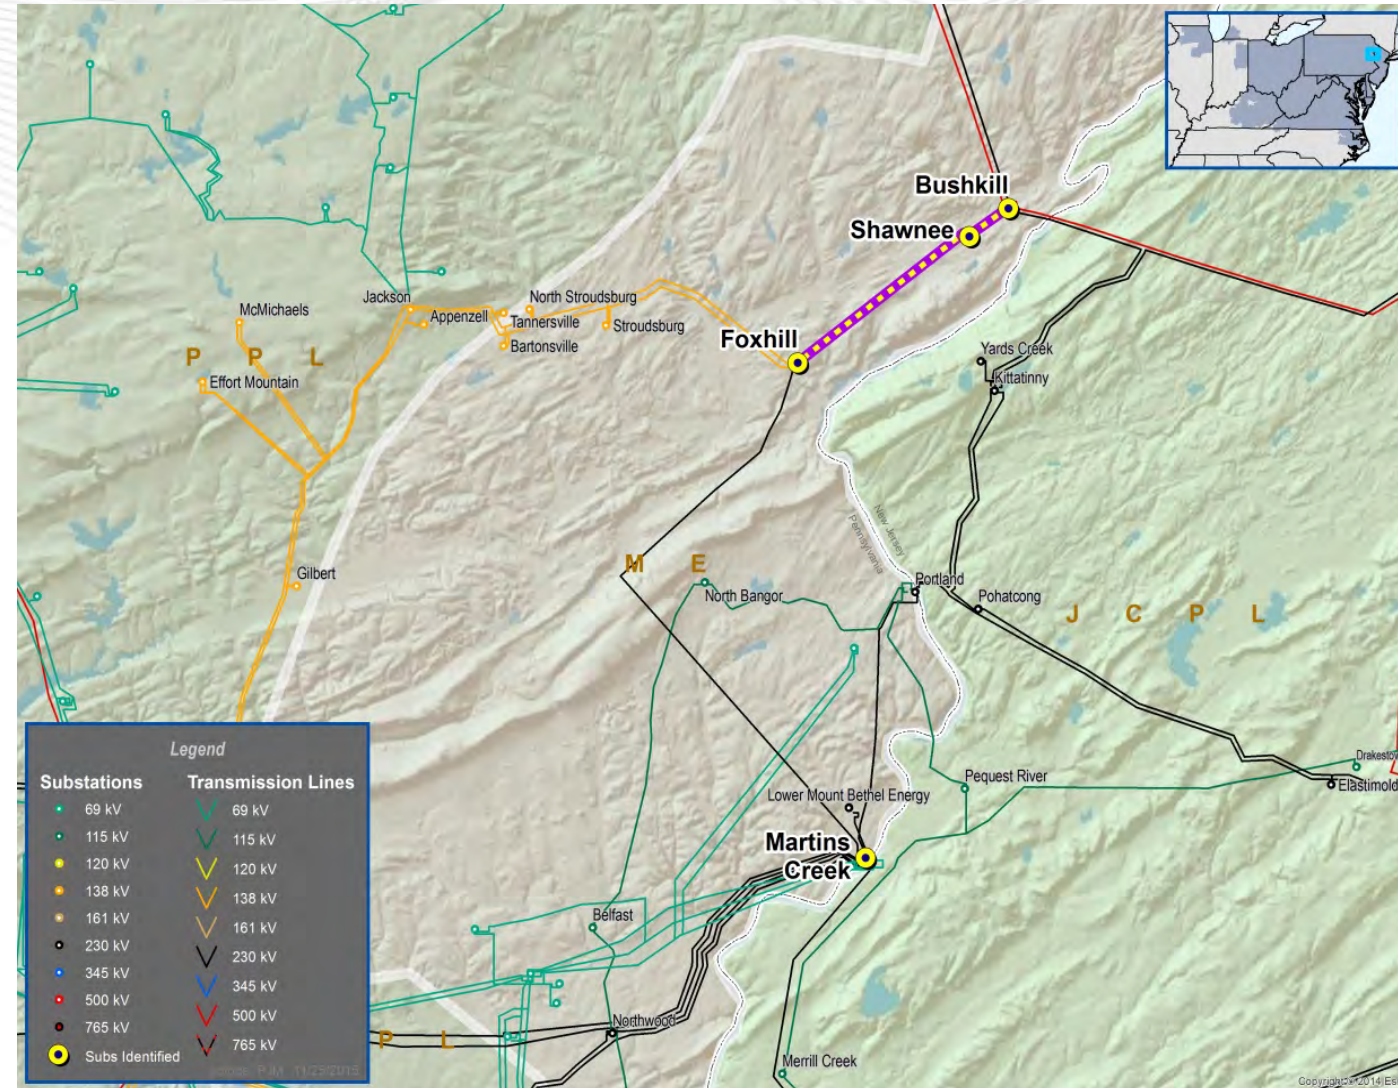 Bushkill
Shawnee
Jackson
North Stroudsburg
McMichaels
Appenzell
Tannersville
Stroudsburg
Foxhill
Bartonsville
P P L
Yards Creek
Effort Mountain
Kittatinny
New Jersey
Pennsylvania
M E
Gilbert
Portland
North Bangor
Pohatcong
J C P L
Legend
Substations Transmission Lines
69 kV 69 kV
115 kV 115 kV
120 kV 120 kV
138 kV 138 kV
161 kV 161 kV
230 kV 230 kV
345 kV 345 kV
500 kV 500 kV
765 kV 765 kV
Subs Identified
Drakestow
Pequest River
Elastimold
Lower Mount Bethel Energy
Martins
Creek
Belfast
Northwood
P L
Merrill Creek
Copyright:© 2014 Es